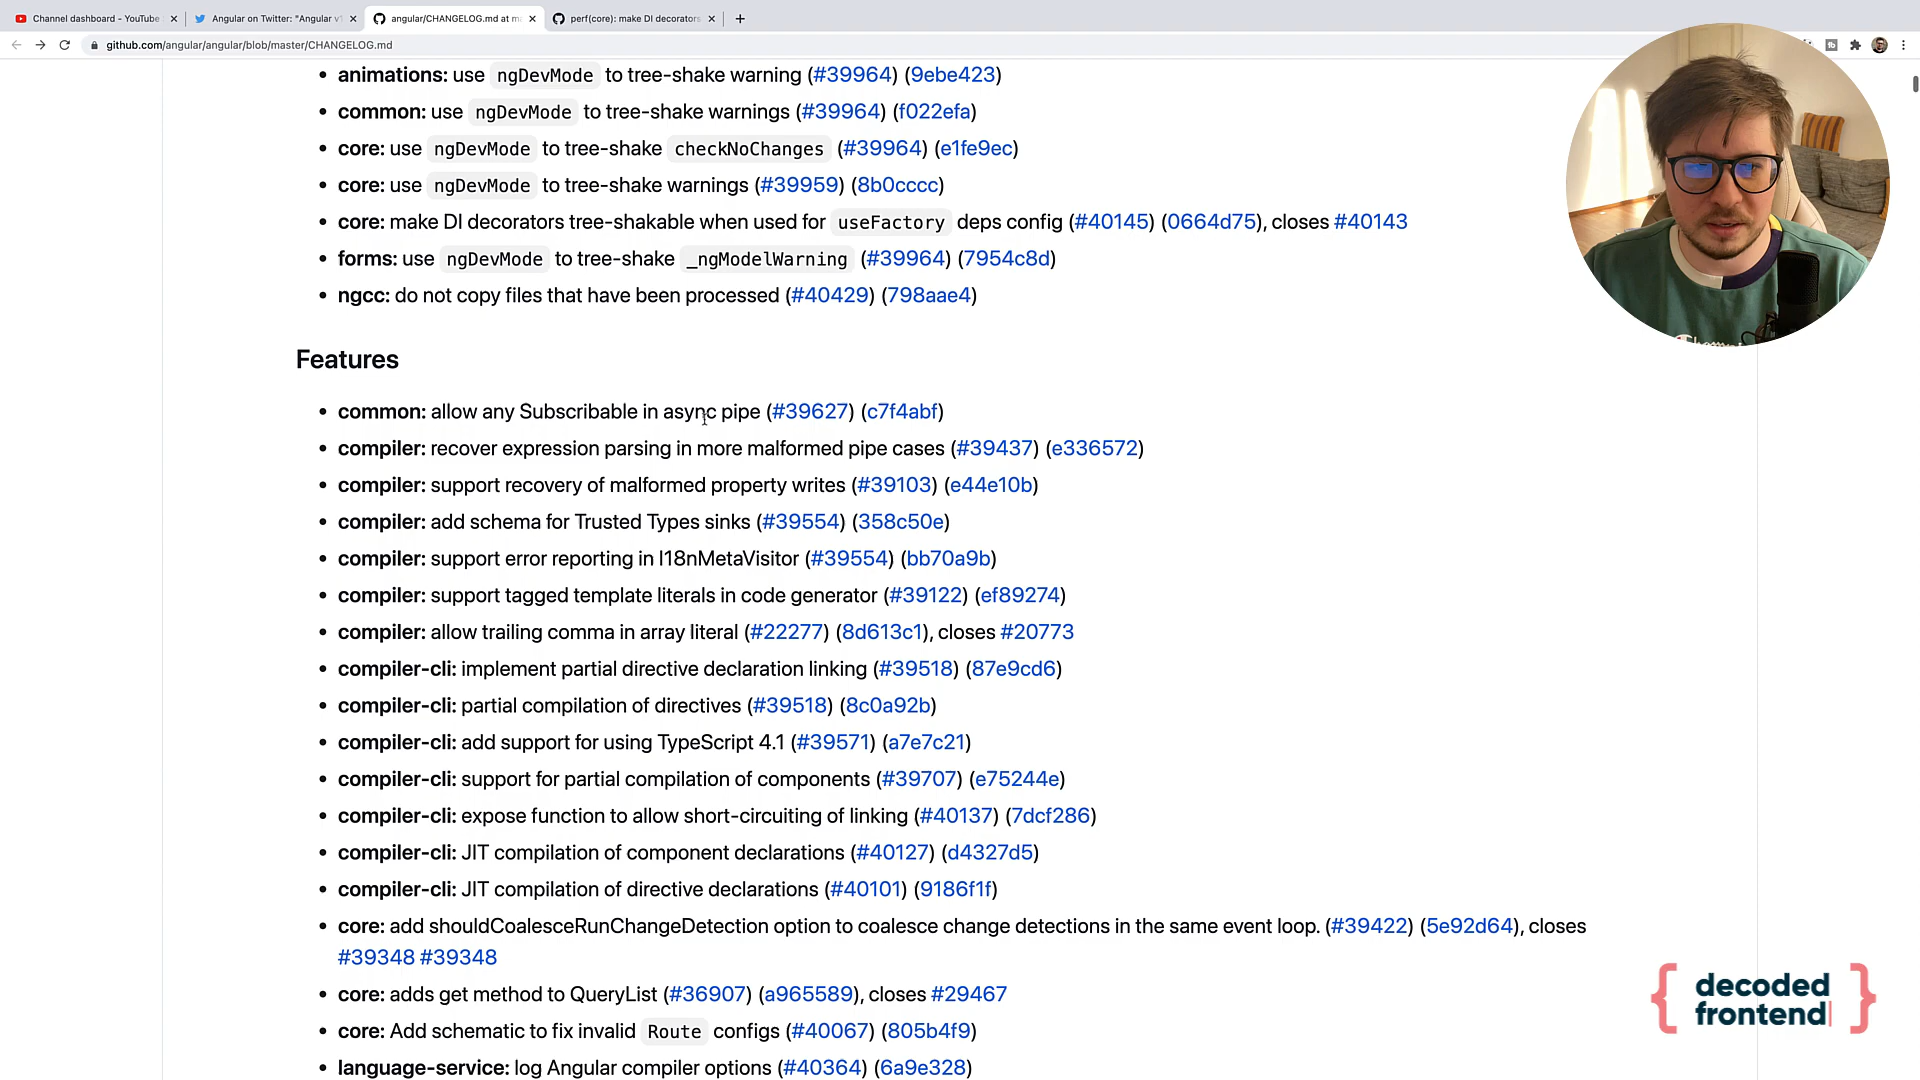 Channel dashboard - YouTube
Angular on Twitter: "Angular v1
angular/CHANGELOG.md at m
perf(core): make DI decorators
github.com/angular/angular/blob/master/CHANGELOG.md
animations: use ngDevMode to tree-shake warning (#39964) (9ebe423)
common: use ngDevMode to tree-shake warnings (#39964) (f022efa)
core: use ngDevMode to tree-shake checkNoChanges (#39964) (e1fe9ec)
core: use ngDevMode to tree-shake warnings (#39959) (8b0cccc)
core: make DI decorators tree-shakable when used for useFactory deps config (#40145) (0664d75), closes #40143
forms: use ngDevMode to tree-shake _ngModelWarning (#39964) (7954c8d)
ngcc: do not copy files that have been processed (#40429) (798aae4)
Features
common: allow any Subscribable in async pipe (#39627) (c7f4abf)
compiler: recover expression parsing in more malformed pipe cases (#39437) (e336572)
compiler: support recovery of malformed property writes (#39103) (e44e10b)
compiler: add schema for Trusted Types sinks (#39554) (358c50e)
compiler: support error reporting in I18nMetaVisitor (#39554) (bb70a9b)
compiler: support tagged template literals in code generator (#39122) (ef89274)
compiler: allow trailing comma in array literal (#22277) (8d613c1), closes #20773
compiler-cli: implement partial directive declaration linking (#39518) (87e9cd6)
compiler-cli: partial compilation of directives (#39518) (8c0a92b)
compiler-cli: add support for using TypeScript 4.1 (#39571) (a7e7c21)
compiler-cli: support for partial compilation of components (#39707) (e75244e)
compiler-cli: expose function to allow short-circuiting of linking (#40137) (7dcf286)
compiler-cli: JIT compilation of component declarations (#40127) (d4327d5)
compiler-cli: JIT compilation of directive declarations (#40101) (9186f1f)
core: add shouldCoalesceRunChangeDetection option to coalesce change detections in the same event loop. (#39422) (5e92d64), closes
#39348 #39348
core: adds get method to QueryList (#36907) (a965589), closes #29467
core: Add schematic to fix invalid Route configs (#40067) (805b4f9)
language-service: log Angular compiler options (#40364) (6a9e328)
{ decoded
frontend }